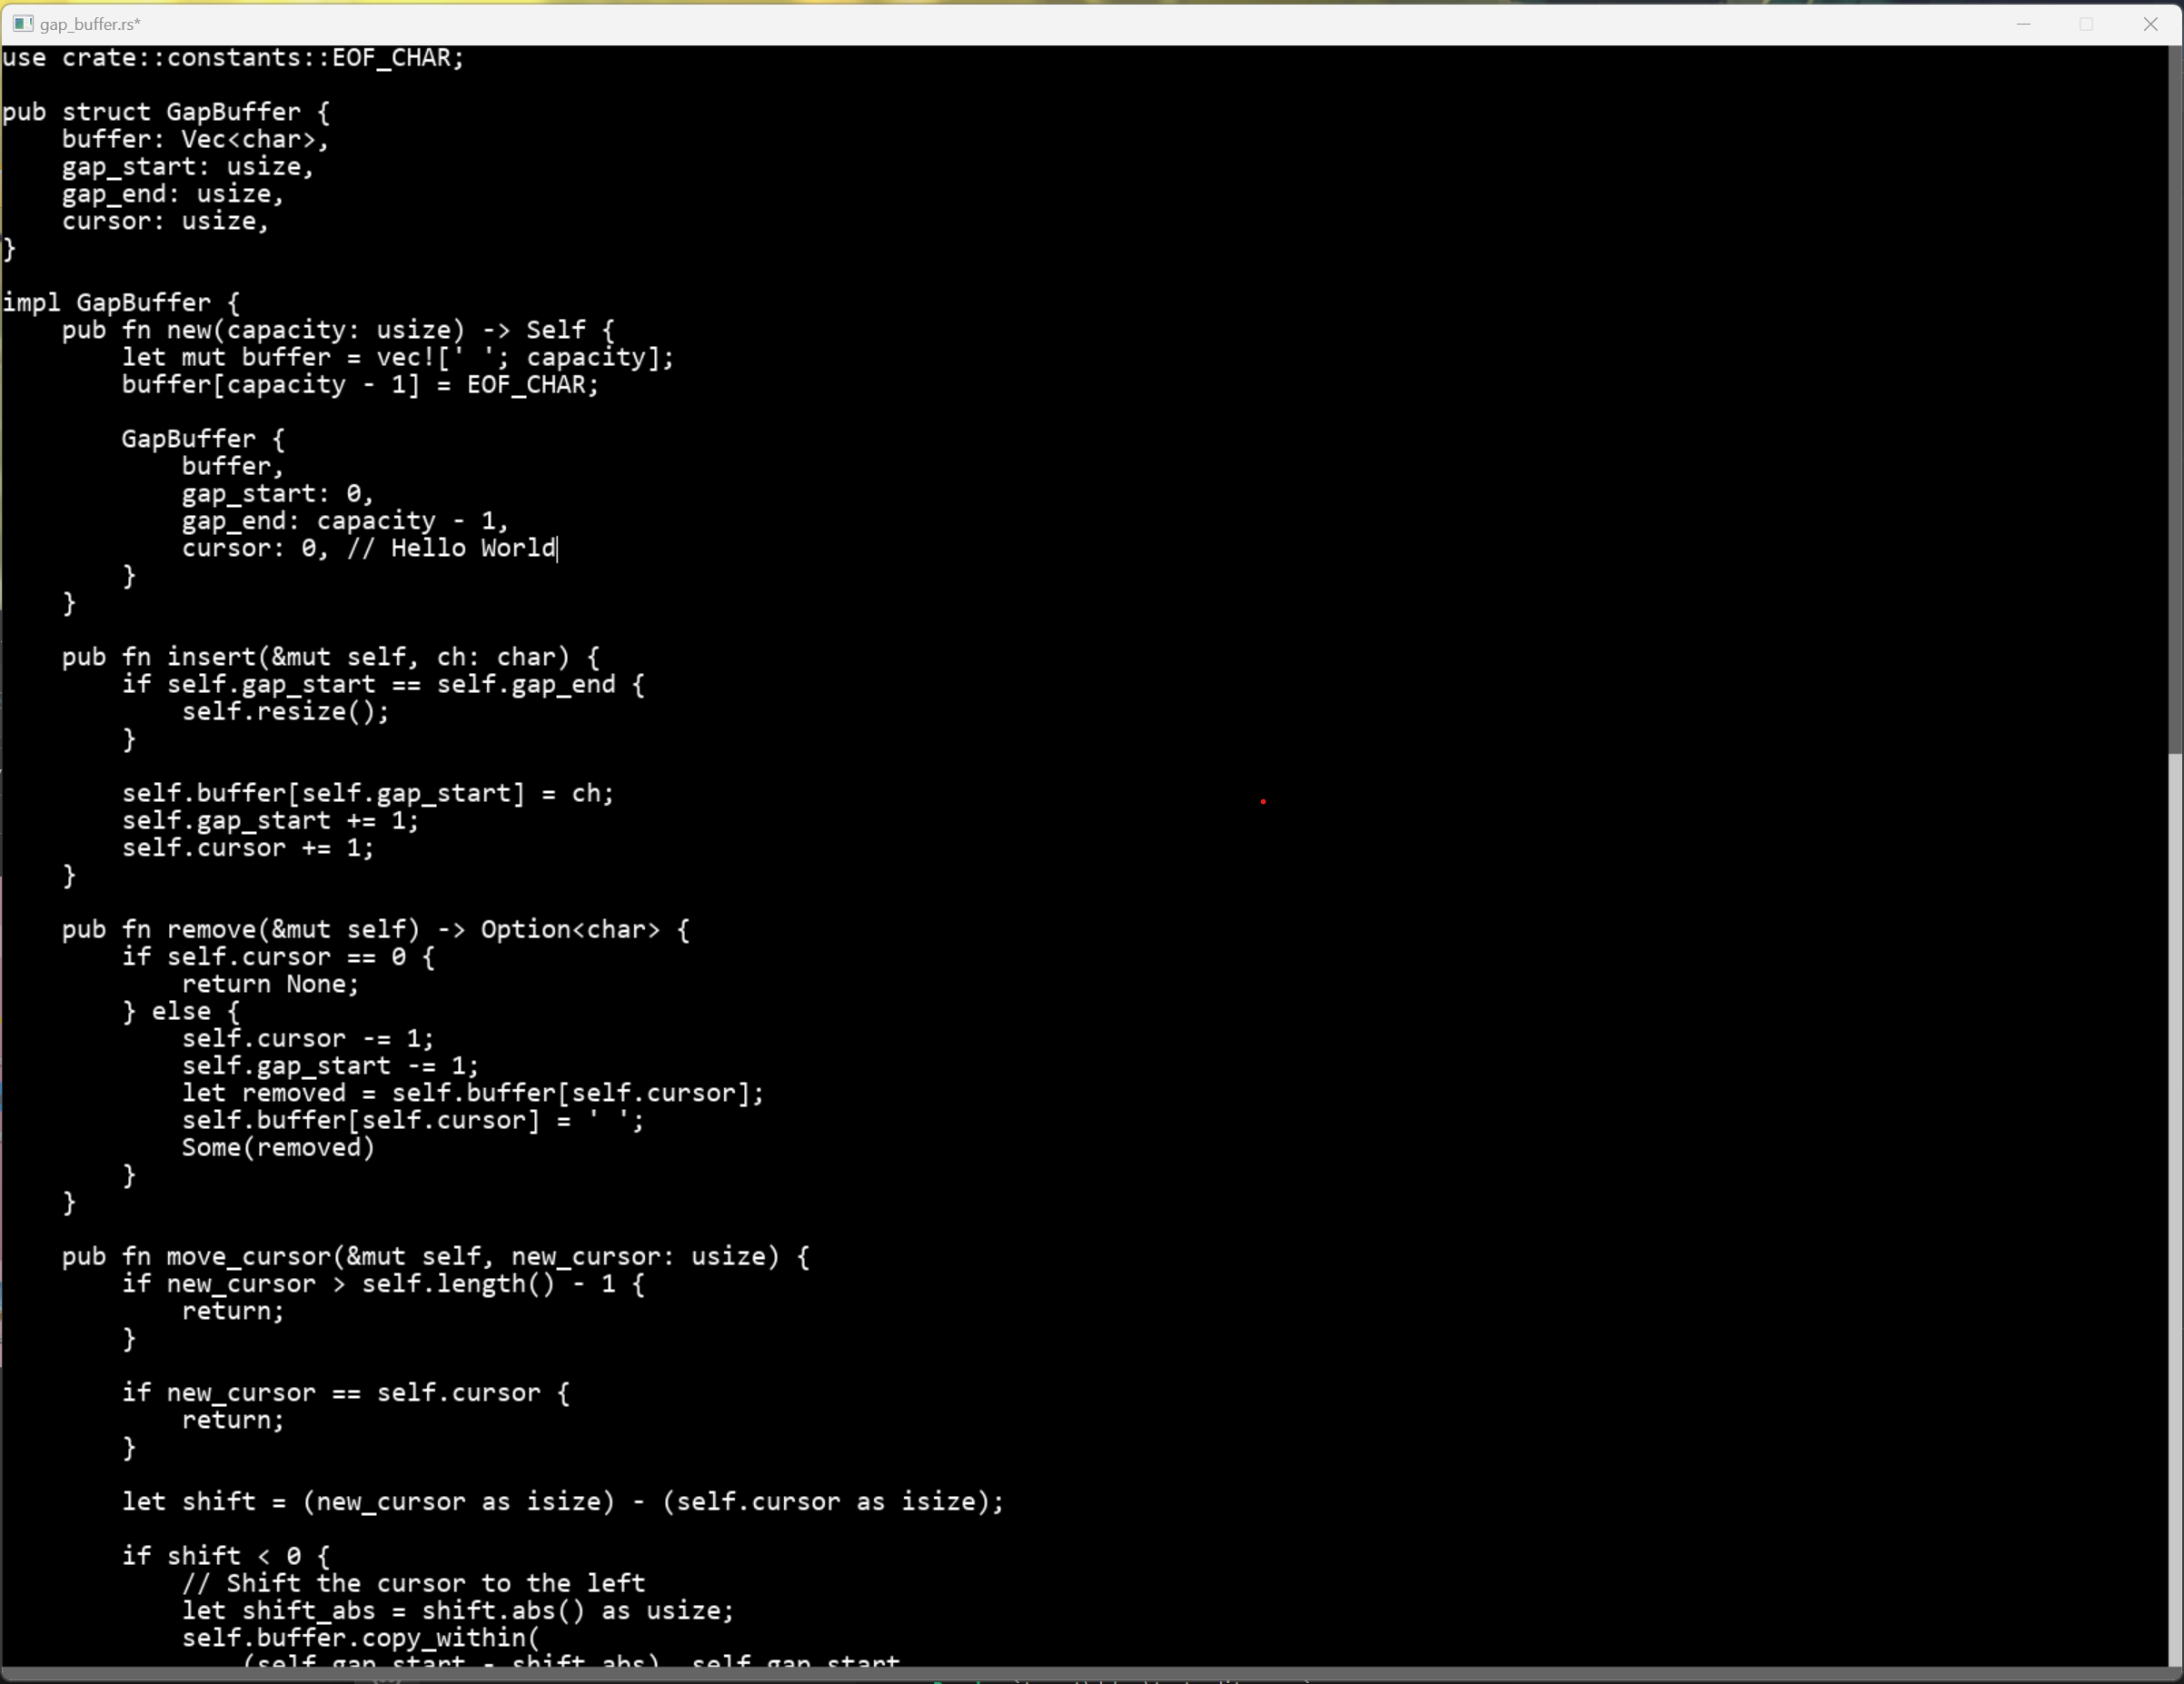 gap_buffer.rs*
use crate::constants::EOF_CHAR;
pub struct GapBuffer {
    buffer: Vec<char>,
    gap_start: usize,
    gap_end: usize,
    cursor: usize,
}
impl GapBuffer {
    pub fn new(capacity: usize) -> Self {
        let mut buffer = vec![' '; capacity];
        buffer[capacity - 1] = EOF_CHAR;
        GapBuffer {
            buffer,
            gap_start: 0,
            gap_end: capacity - 1,
            cursor: 0, // Hello World
        }
    }
    pub fn insert(&mut self, ch: char) {
        if self.gap_start == self.gap_end {
            self.resize();
        }
        self.buffer[self.gap_start] = ch;
        self.gap_start += 1;
        self.cursor += 1;
    }
    pub fn remove(&mut self) -> Option<char> {
        if self.cursor == 0 {
            return None;
        } else {
            self.cursor -= 1;
            self.gap_start -= 1;
            let removed = self.buffer[self.cursor];
            self.buffer[self.cursor] = ' ';
            Some(removed)
        }
    }
    pub fn move_cursor(&mut self, new_cursor: usize) {
        if new_cursor > self.length() - 1 {
            return;
        }
        if new_cursor == self.cursor {
            return;
        }
        let shift = (new_cursor as isize) - (self.cursor as isize);
        if shift < 0 {
            // Shift the cursor to the left
            let shift_abs = shift.abs() as usize;
            self.buffer.copy_within(
                (self.gap_start - shift_abs)..self.gap_start